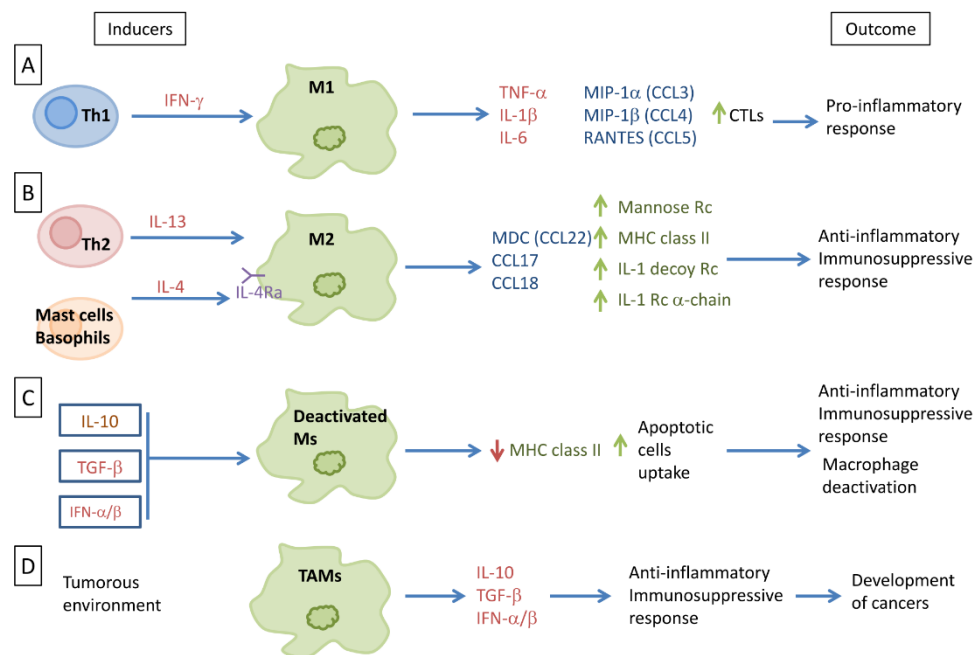 Inducers
Outcome
A
Th1
IFN-γ
M1
TNF-α
IL-1β
IL-6
MIP-1α (CCL3)
MIP-1β (CCL4)
RANTES (CCL5)
CTLs
Pro-inflammatory
response
B
Th2
IL-13
Mast cells
Basophils
IL-4
IL-4Ra
M2
MDC (CCL22)
CCL17
CCL18
Mannose Rc
MHC class II
IL-1 decoy Rc
IL-1 Rc α-chain
Anti-inflammatory
Immunosuppressive
response
C
IL-10
TGF-β
IFN-α/β
Deactivated
Ms
MHC class II
Apoptotic
cells
uptake
Anti-inflammatory
Immunosuppressive
response
Macrophage
deactivation
D
Tumorous
environment
TAMs
IL-10
TGF-β
IFN-α/β
Anti-inflammatory
Immunosuppressive
response
Development
of cancers